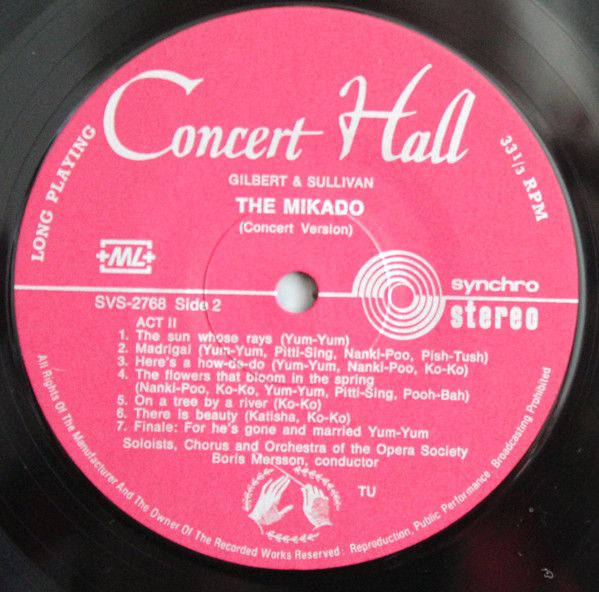 Concert Hall
LONG PLAYING
33 1/3 RPM
GILBERT & SULLIVAN
THE MIKADO
(Concert Version)
+ML+
synchro
stereo
SVS-2768 Side 2
ACT II
1. The sun whose rays (Yum-Yum)
2. Madrigal (Yum-Yum, Pitti-Sing, Nanki-Poo, Pish-Tush)
3. Here's a how-do-do (Yum-Yum, Nanki-Poo, Ko-Ko)
4. The flowers that bloom in the spring
(Nanki-Poo, Ko-Ko, Yum-Yum, Pitti-Sing, Pooh-Bah)
5. On a tree by a river (Ko-Ko)
6. There is beauty (Katisha, Ko-Ko)
7. Finale: For he's gone and married Yum-Yum
Soloists, Chorus and Orchestra of the Opera Society
Boris Mersson, conductor
TU
All Rights Of The Manufacturer And The Owner Of The Recorded Works Reserved: Reproduction, Public Performance, Broadcasting Prohibited